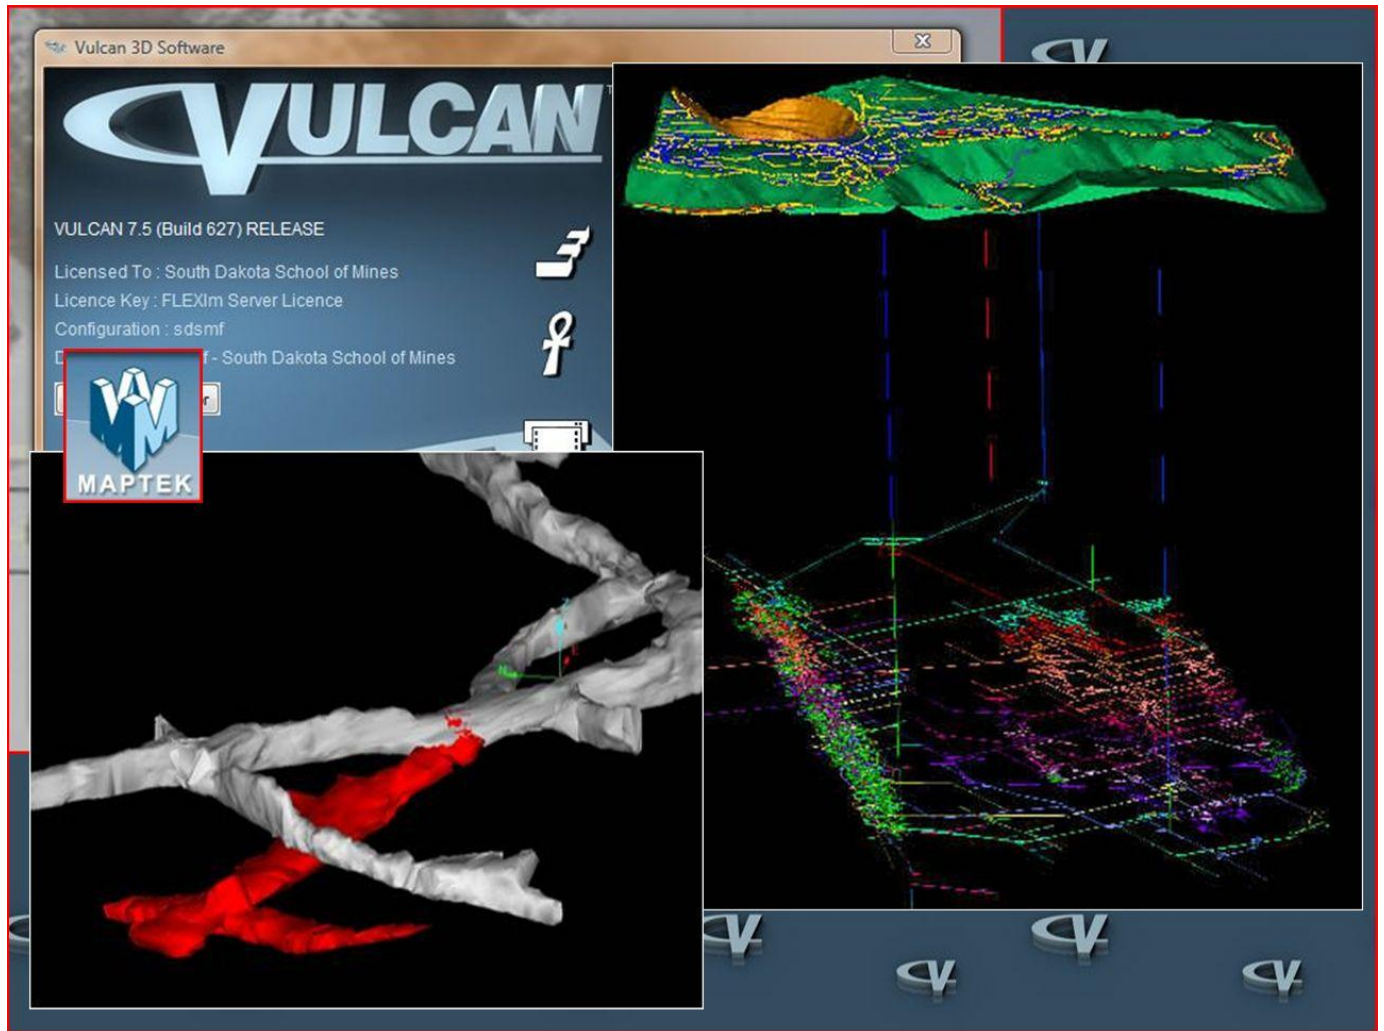 Vulcan 3D Software
VULCAN
VULCAN 7.5 (Build 627) RELEASE
Licensed To : South Dakota School of Mines
Licence Key : FLEXlm Server Licence
Configuration : sdsmf
- South Dakota School of Mines
MAPTEK